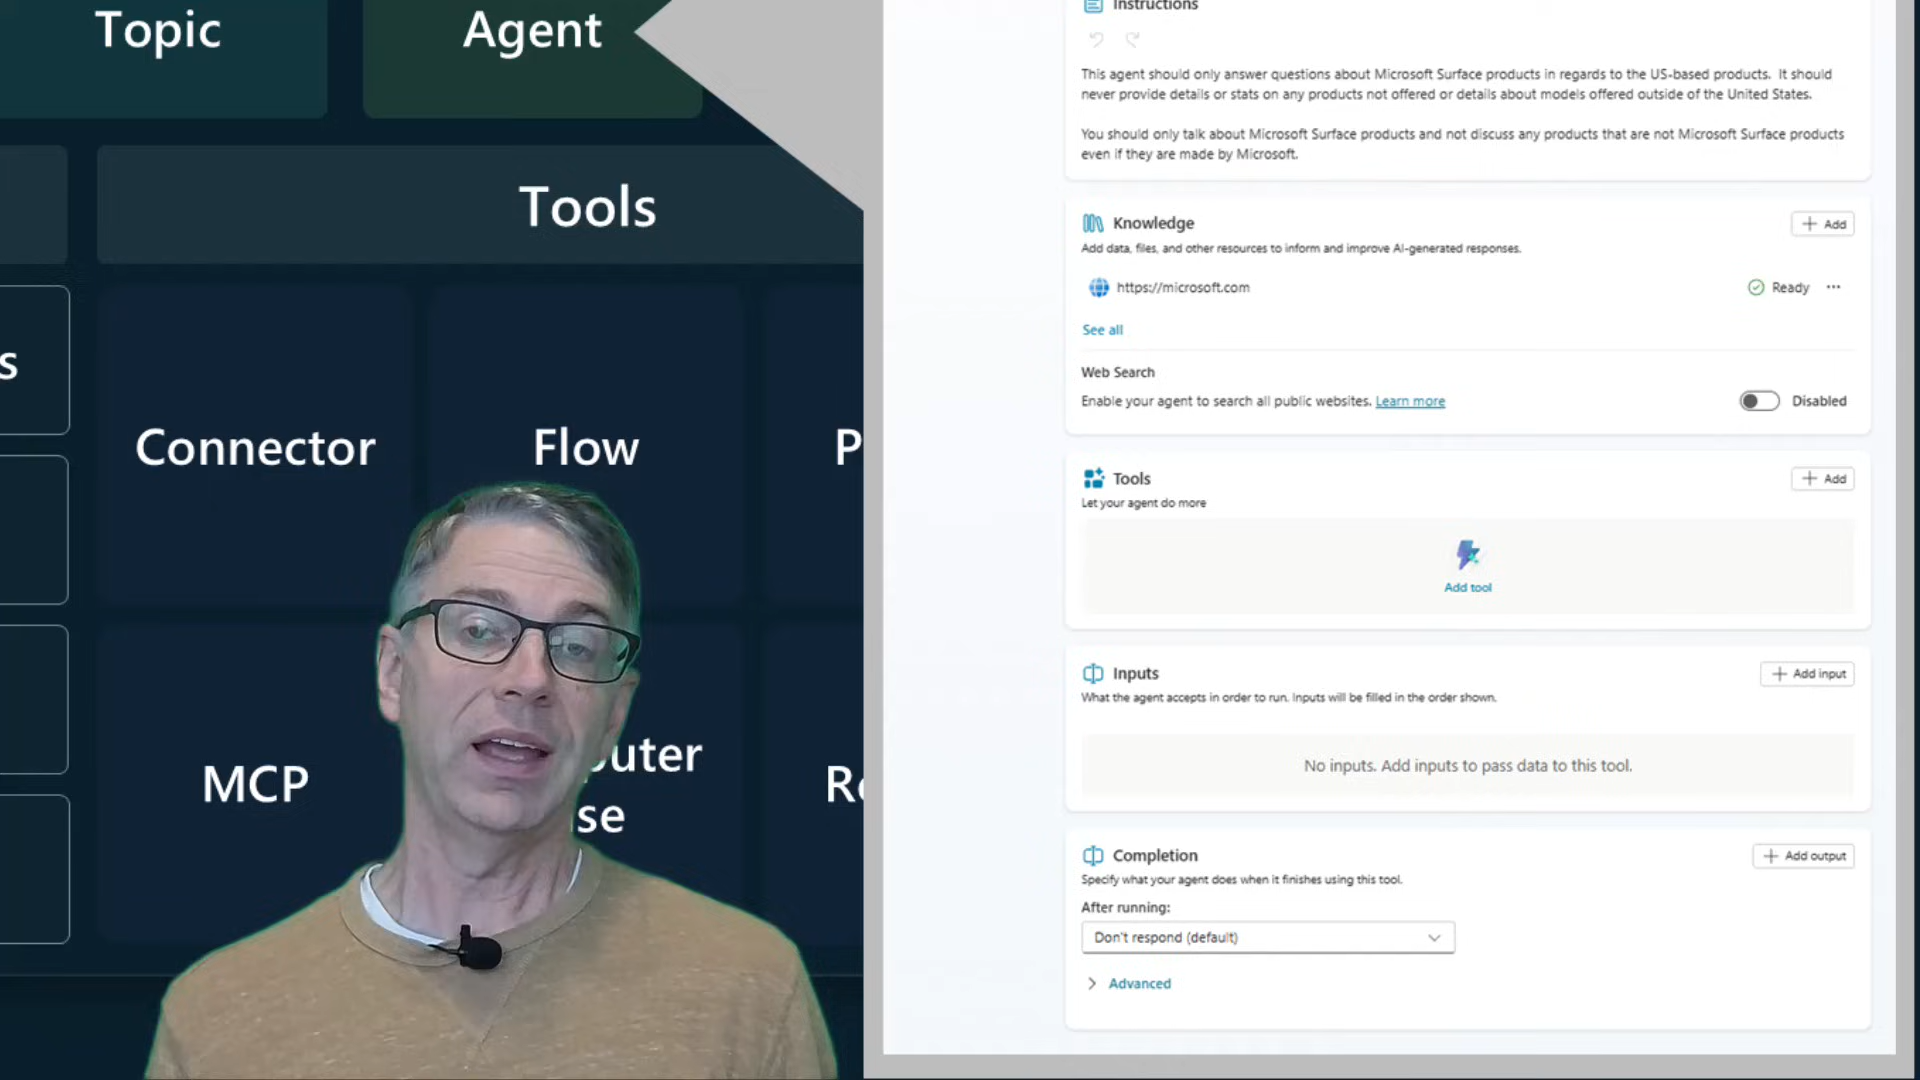 Topic
Agent
Tools
s
Connector
Flow
P
MCP
uter
se
R
Instructions
This agent should only answer questions about Microsoft Surface products in regards to the US-based products. It should
never provide details or stats on any products not offered or details about models offered outside of the United States.
You should only talk about Microsoft Surface products and not discuss any products that are not Microsoft Surface products
even if they are made by Microsoft.
Knowledge
Add
Add data, files, and other resources to inform and improve AI-generated responses.
https://microsoft.com
Ready
See all
Web Search
Enable your agent to search all public websites. Learn more
Disabled
Tools
Add
Let your agent do more
Add tool
Inputs
Add input
What the agent accepts in order to run. Inputs will be filled in the order shown.
No inputs. Add inputs to pass data to this tool.
Completion
Add output
Specify what your agent does when it finishes using this tool.
After running:
Don't respond (default)
Advanced